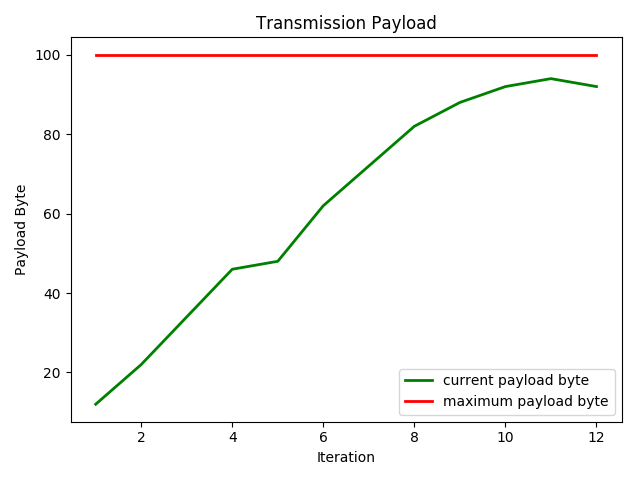 Transmission Payload
Payload Byte
100
80
60
40
20
2
4
6
8
10
12
Iteration
current payload byte
maximum payload byte